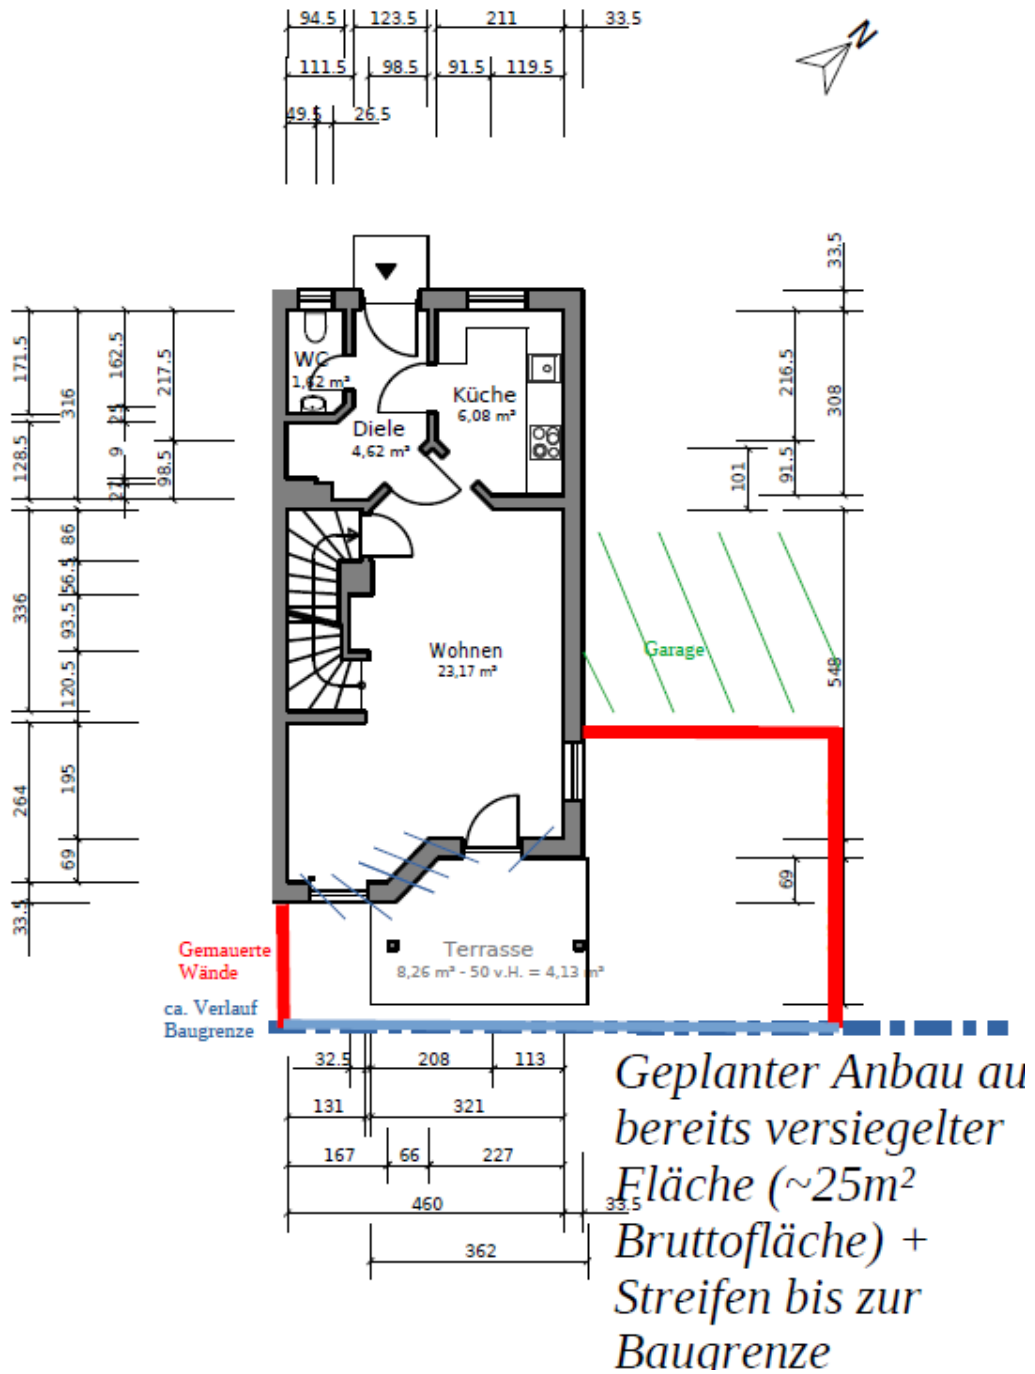 94.5 123.5 211 33.5
111.5 98.5 91.5 119.5
49.5 26.5
N
33.5
171.5
316
162.5
217.5
25
128.5
9
98.5
27
216.5
308
91.5
101
WC
1,62 m²
Küche
6,08 m²
Diele
4,62 m²
86
56.5
336
93.5
120.5
Wohnen
23,17 m²
Garage
548
264
195
69
33.5
69
Gemauerte
Wände
Terrasse
8,26 m² - 50 v.H. = 4,13 m²
ca. Verlauf
Baugrenze
32.5 208 113
131 321
167 66 227
460 33.5
362
Geplanter Anbau au
bereits versiegelter
Fläche (~25m²
Bruttofläche) +
Streifen bis zur
Baugrenze